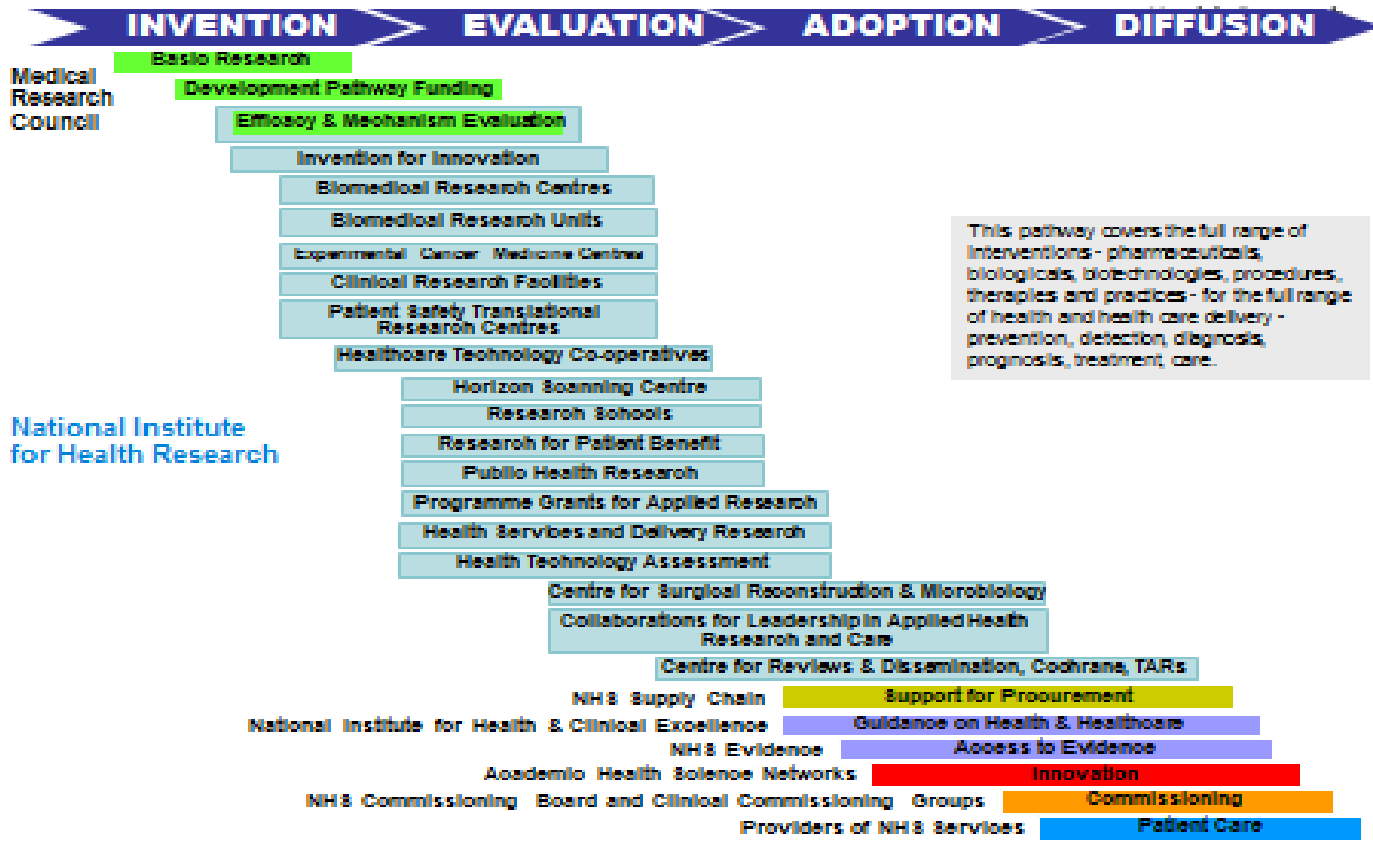 INVENTION
EVALUATION
ADOPTION
DIFFUSION
Basic Research
Medical
Research
Council
Development Pathway Funding
Efficacy & Mechanism Evaluation
Invention for Innovation
Biomedical Research Centres
Biomedical Research Units
Experimental Cancer Medicine Centres
Clinical Research Facilities
Patient Safety Translational
Research Centres
Healthcare Technology Co-operatives
This pathway covers the full range of
interventions - pharmaceuticals,
biologicals, biotechnologies, procedures,
therapies and practices - for the full range
of health and health care delivery -
prevention, detection, diagnosis,
prognosis, treatment, care.
Horizon Scanning Centre
Research Schools
National Institute
for Health Research
Research for Patient Benefit
Public Health Research
Programme Grants for Applied Research
Health Services and Delivery Research
Health Technology Assessment
Centre for Surgical Reconstruction & Microbiology
Collaborations for Leadership in Applied Health
Research and Care
Centre for Reviews & Dissemination, Cochrane, TARs
NHS Supply Chain
Support for Procurement
National Institute for Health & Clinical Excellence
Guidance on Health & Healthcare
NHS Evidence
Access to Evidence
Academic Health Science Networks
Innovation
NHS Commissioning Board and Clinical Commissioning Groups
Commissioning
Providers of NHS Services
Patient Care